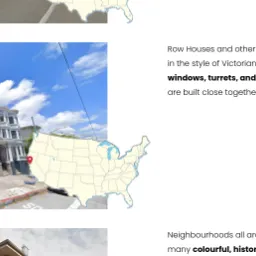 Row Houses and other
in the style of Victorian
windows, turrets, and
are built close togethe
Neighbourhoods all ar
many colourful, histor